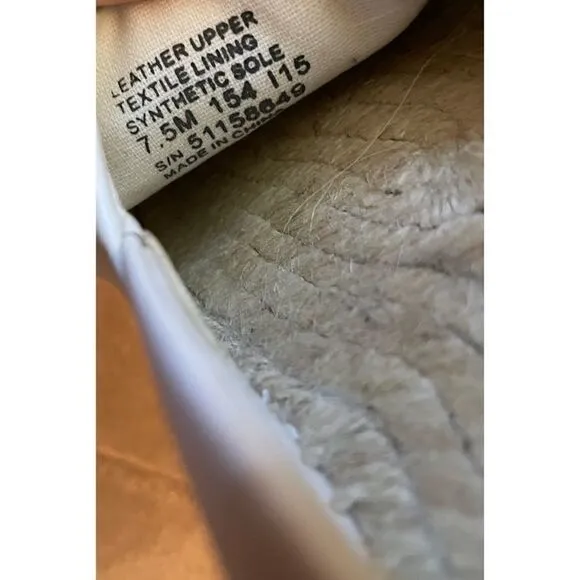 LEATHER UPPER
TEXTILE LINING
SYNTHETIC SOLE
7.5M 154 I15
S/N 51158649
MADE IN CHINA